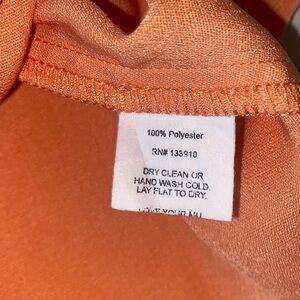 100% Polyester
RN# 133910
DRY CLEAN OR
HAND WASH COLD.
LAY FLAT TO DRY.